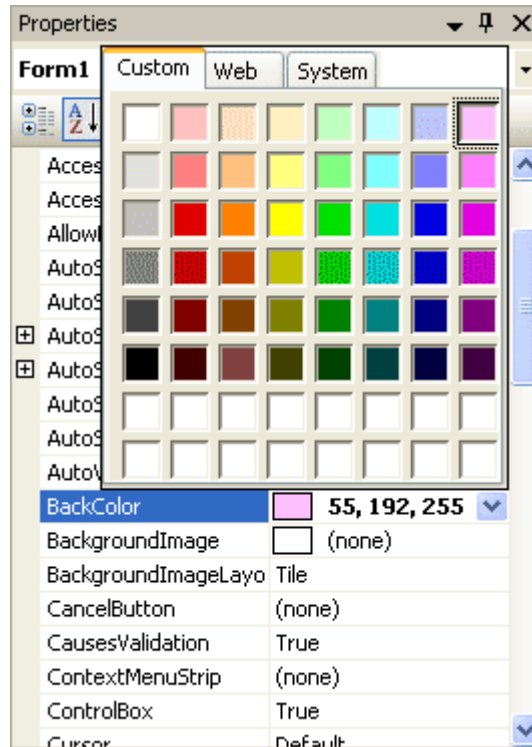 Properties
Form1
Custom Web System
A
Z
Acces
Acces
Allow
AutoS
AutoS
AutoS
AutoS
AutoS
AutoS
AutoV
BackColor 55, 192, 255
BackgroundImage (none)
BackgroundImageLayo Tile
CancelButton (none)
CausesValidation True
ContextMenuStrip (none)
ControlBox True
Cursor Default